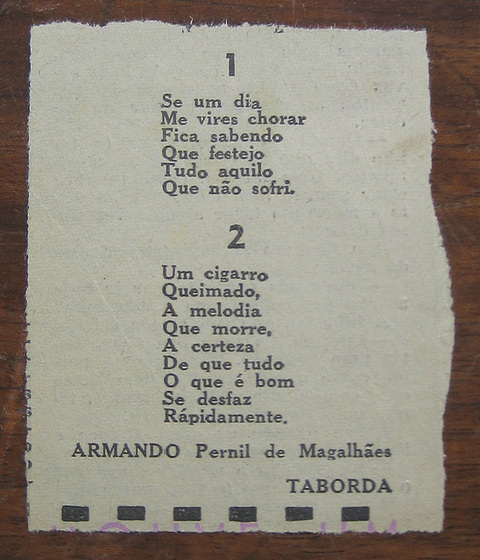 1
Se um dia
Me vires chorar
Fica sabendo
Que festejo
Tudo aquilo
Que não sofri.
2
Um cigarro
Queimado,
A melodia
Que morre,
A certeza
De que tudo
O que é bom
Se desfaz
Rápidamente.
ARMANDO Pernil de Magalhães
TABORDA